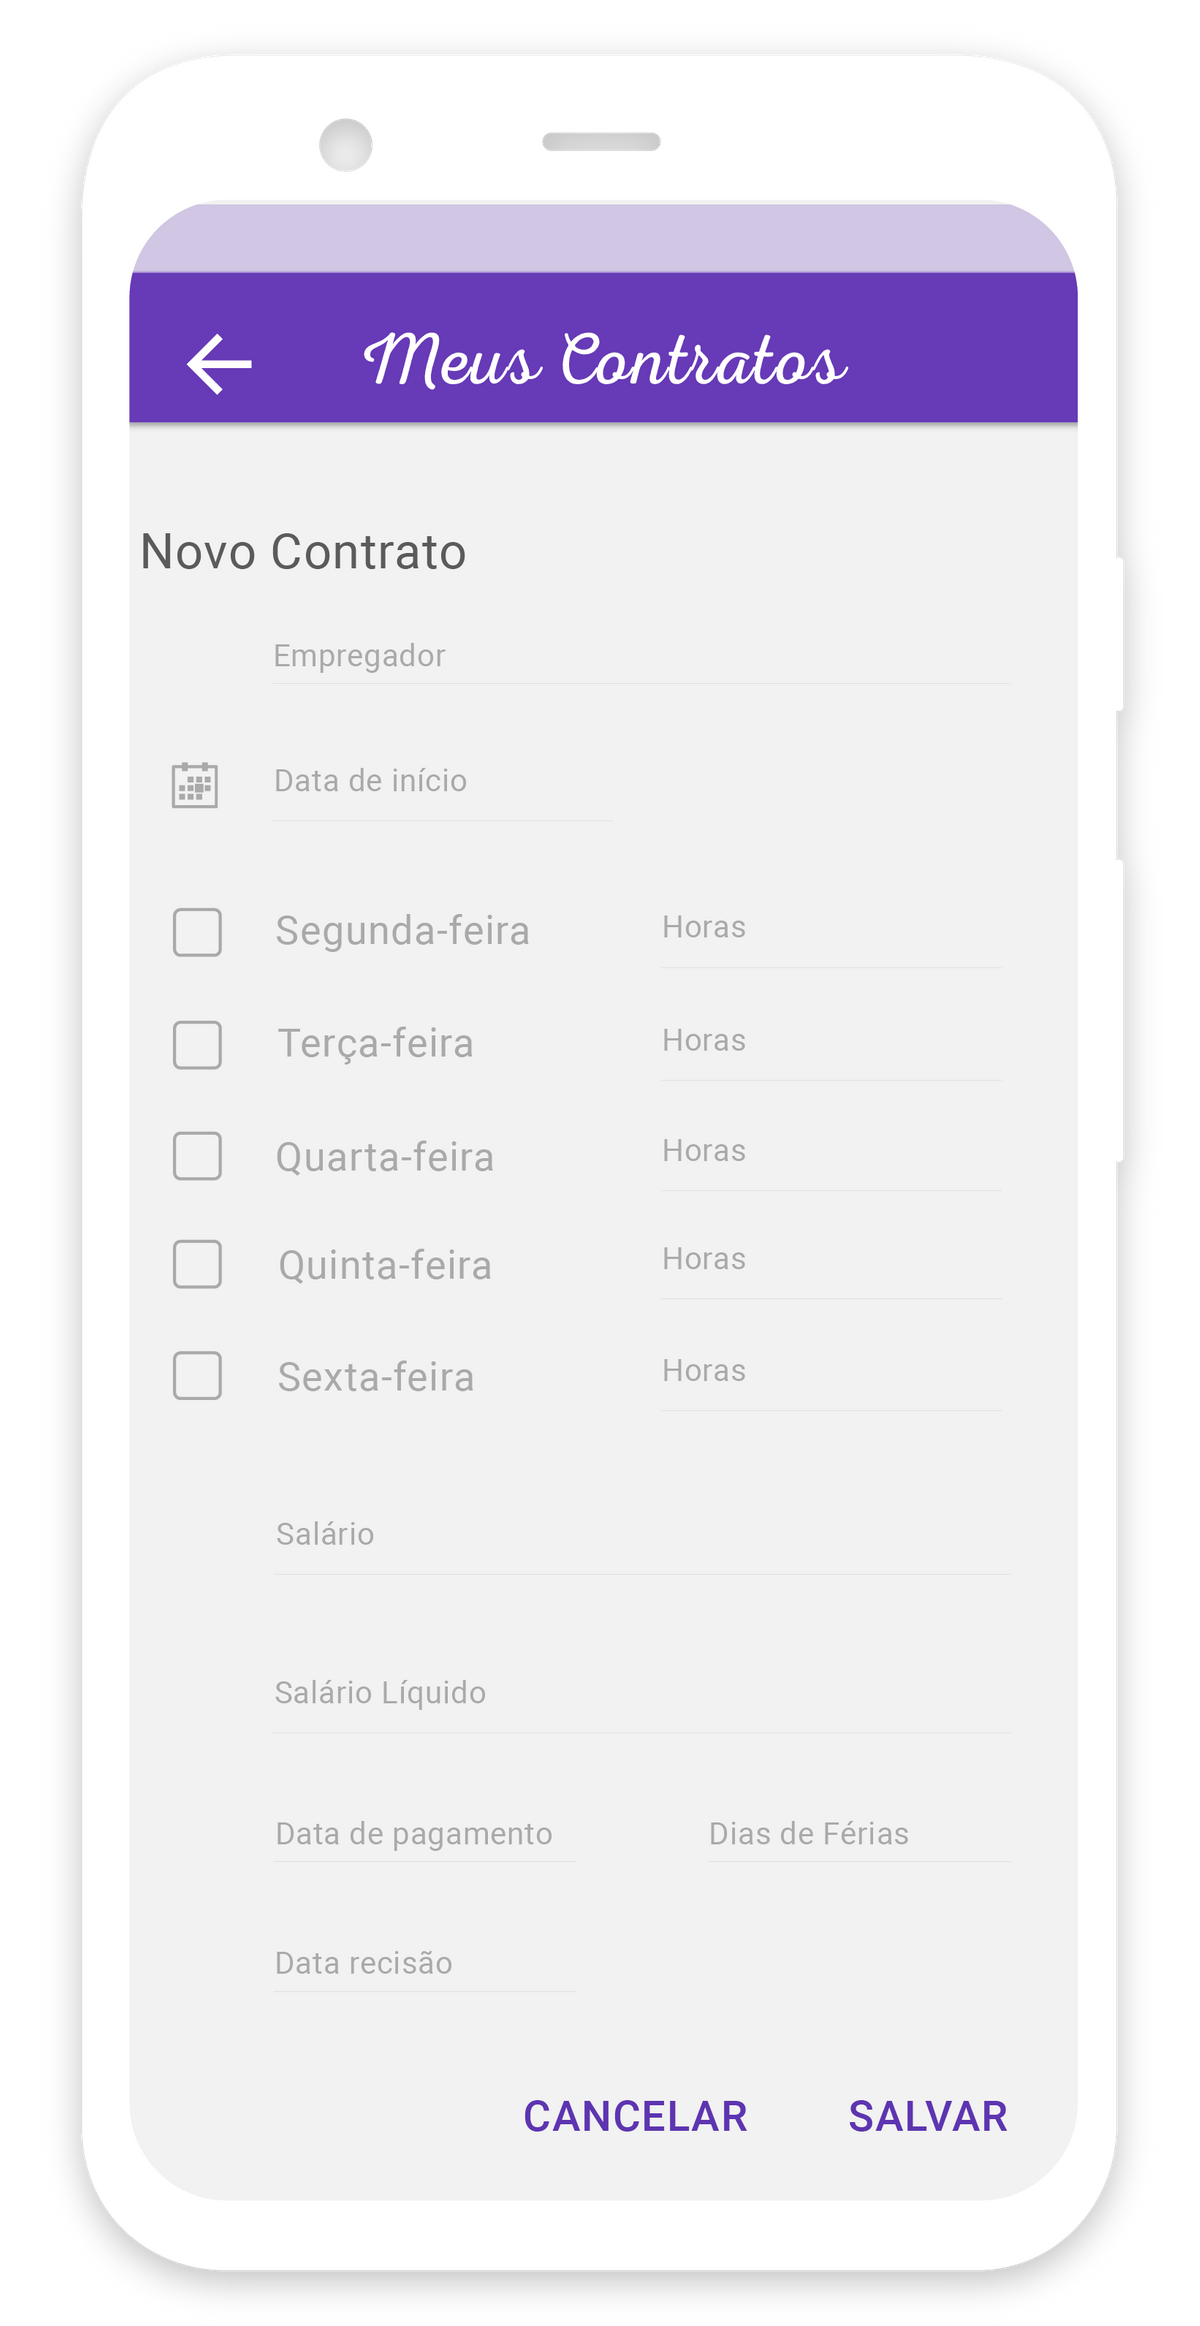 Meus Contratos
Novo Contrato
Empregador
Data de início
Segunda-feira Horas
Terça-feira Horas
Quarta-feira Horas
Quinta-feira Horas
Sexta-feira Horas
Salário
Salário Líquido
Data de pagamento Dias de Férias
Data recisão
CANCELAR SALVAR